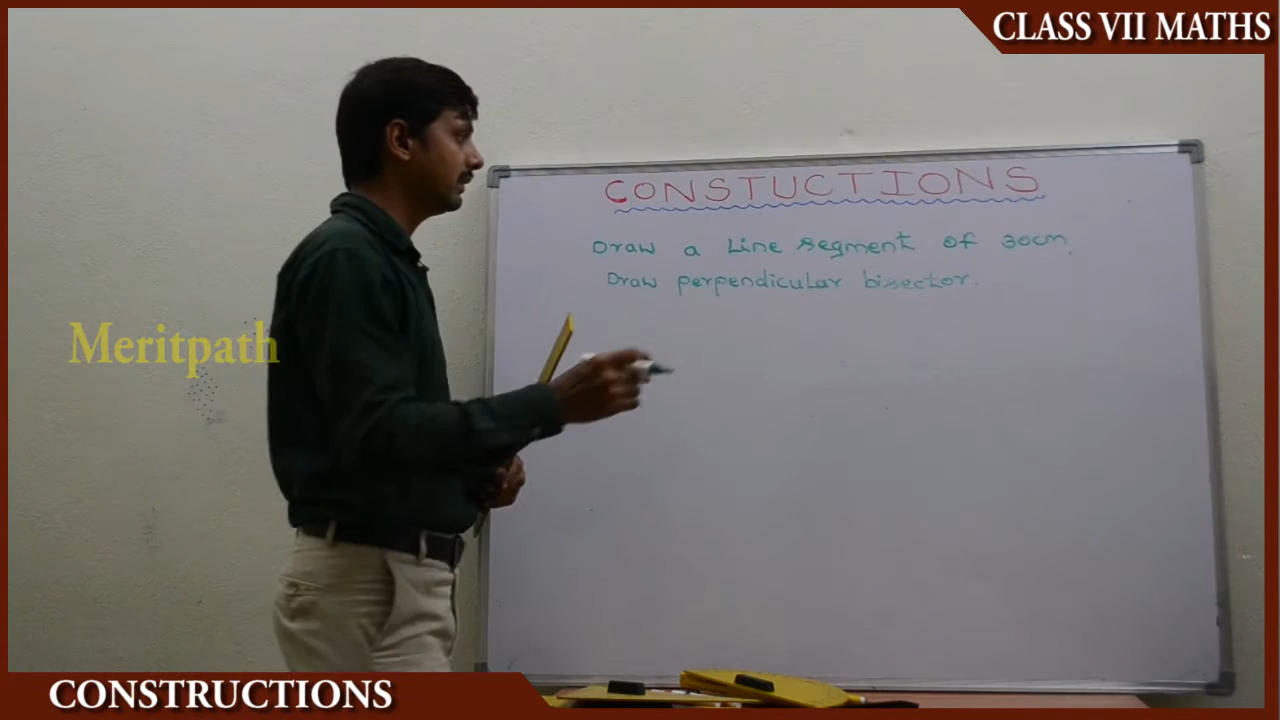 CLASS VII MATHS
CONSTUCTIONS
Draw a Line segment of 30cm,
Draw perpendicular bisector.
Meritpath
CONSTRUCTIONS